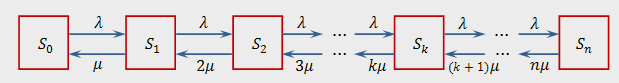 λ λ λ λ λ λ
S₀ S₁ S₂ ... ... Sₖ ... ... Sₙ
μ 2μ 3μ kμ (k + 1)μ nμ